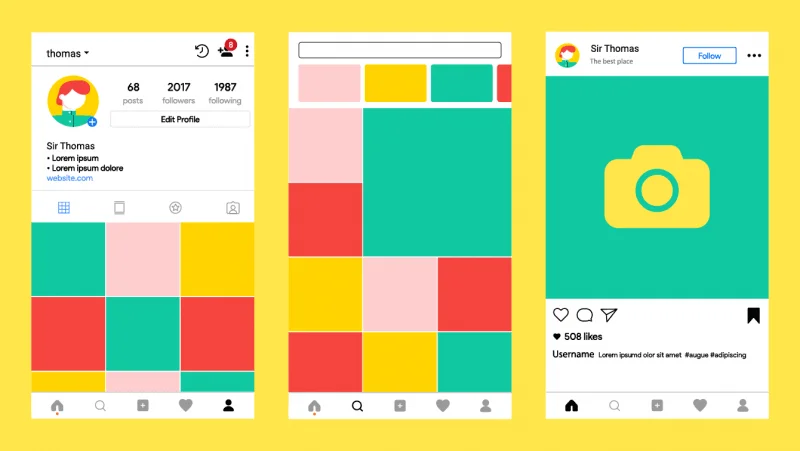 thomas
8
68 2017 1987
posts followers following
Edit Profile
Sir Thomas
• Lorem ipsum
• Lorem ipsum dolore
website.com
Sir Thomas
The best place
Follow
508 likes
Username Lorem ipsumd olor sit amet #augue #adipiscing